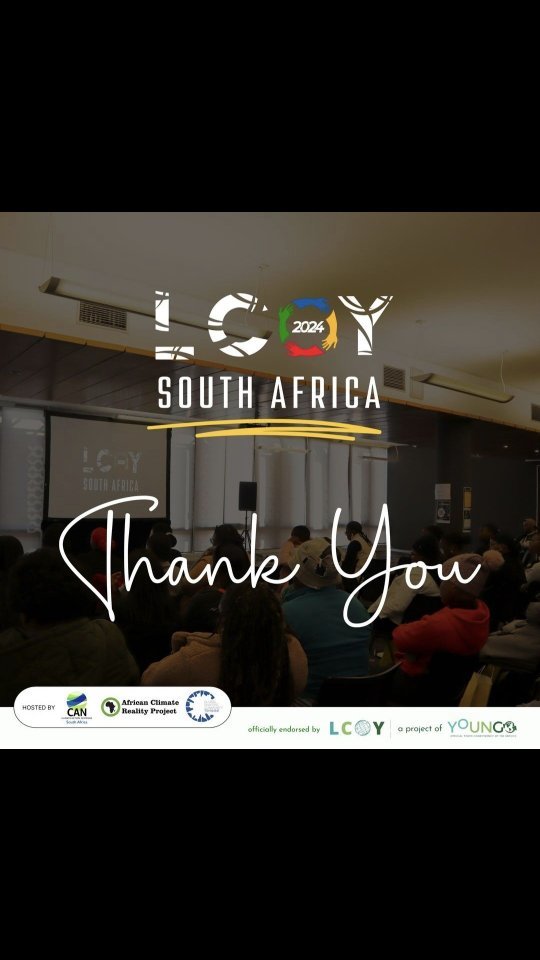 LCOY
2024
SOUTH AFRICA
LCOY
SOUTH AFRICA
Thank You
HOSTED BY
CAN
South Africa
African Climate
Reality Project
officially endorsed by LCOY a project of YOUNGO